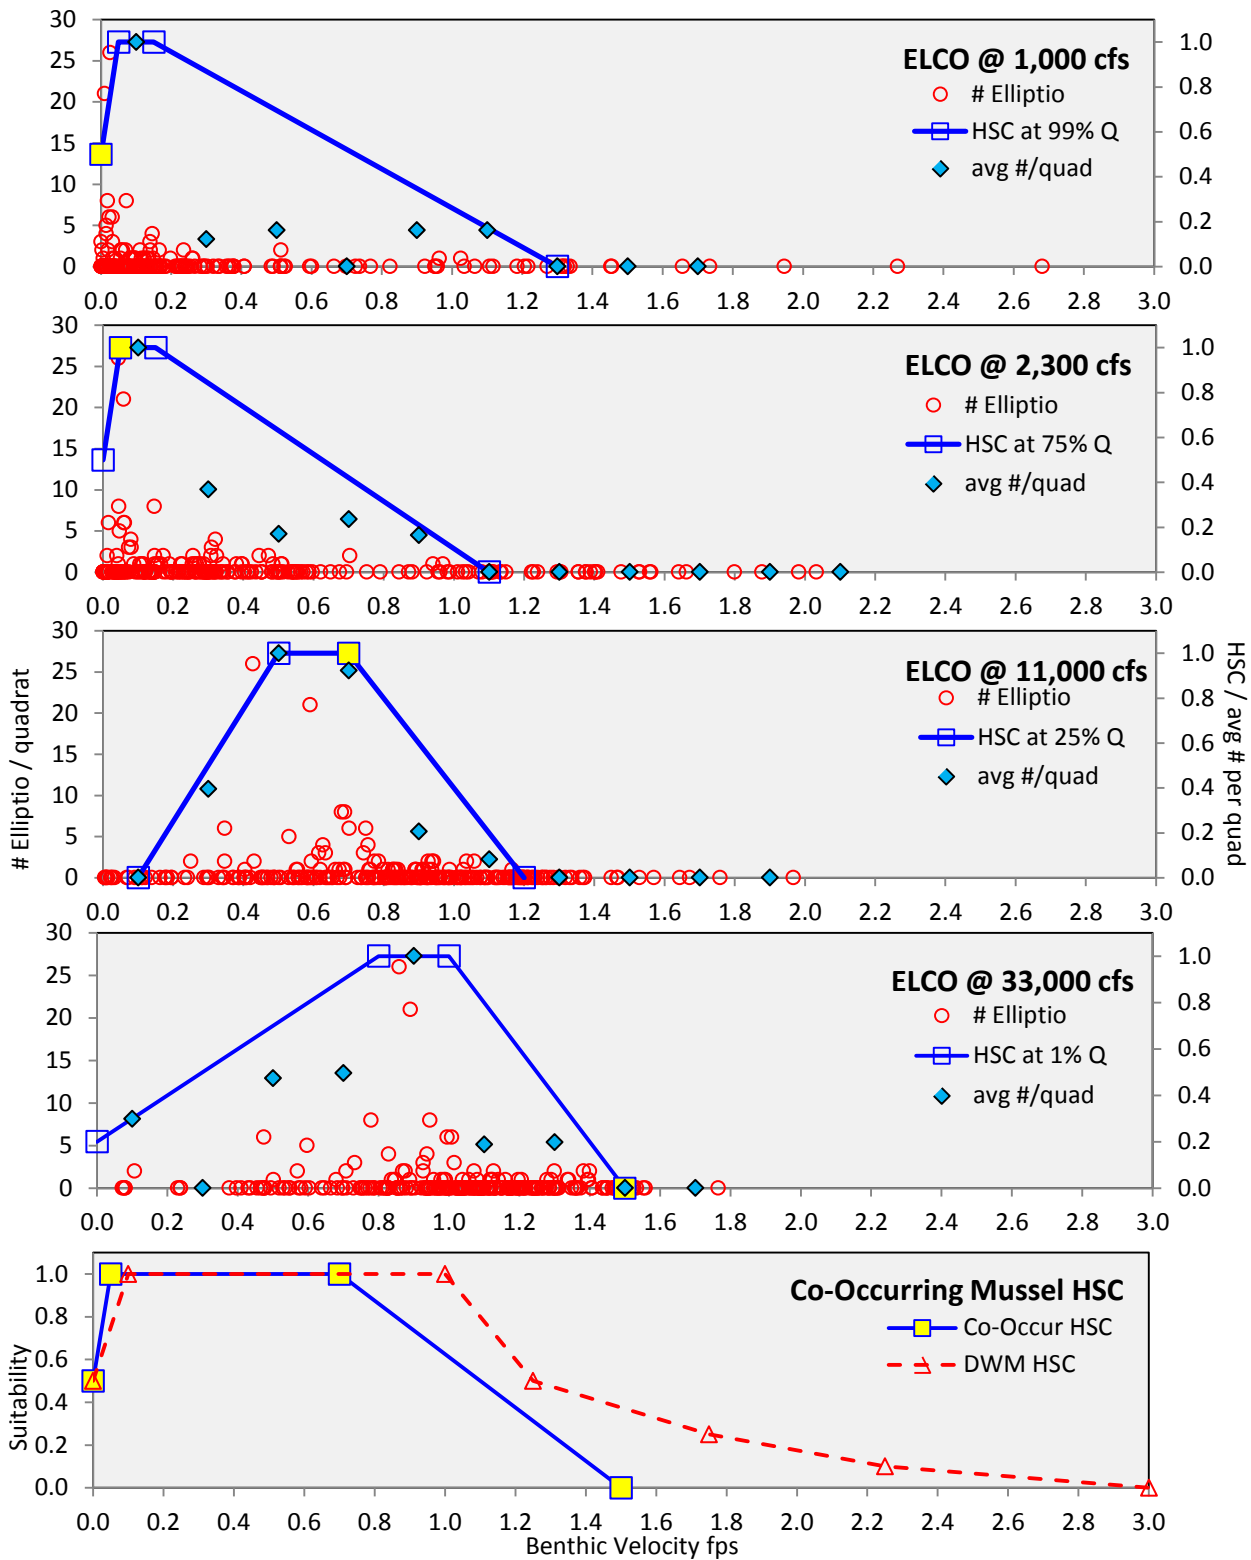 ELCO @ 1,000 cfs
# Elliptio
HSC at 99% Q
avg #/quad
30
25
20
15
10
5
0
1.0
0.8
0.6
0.4
0.2
0.0
0.0 0.2 0.4 0.6 0.8 1.0 1.2 1.4 1.6 1.8 2.0 2.2 2.4 2.6 2.8 3.0
ELCO @ 2,300 cfs
# Elliptio
HSC at 75% Q
avg #/quad
30
25
20
15
10
5
0
1.0
0.8
0.6
0.4
0.2
0.0
0.0 0.2 0.4 0.6 0.8 1.0 1.2 1.4 1.6 1.8 2.0 2.2 2.4 2.6 2.8 3.0
ELCO @ 11,000 cfs
# Elliptio
HSC at 25% Q
avg #/quad
# Elliptio / quadrat
HSC / avg # per quad
30
25
20
15
10
5
0
1.0
0.8
0.6
0.4
0.2
0.0
0.0 0.2 0.4 0.6 0.8 1.0 1.2 1.4 1.6 1.8 2.0 2.2 2.4 2.6 2.8 3.0
ELCO @ 33,000 cfs
# Elliptio
HSC at 1% Q
avg #/quad
30
25
20
15
10
5
0
1.0
0.8
0.6
0.4
0.2
0.0
0.0 0.2 0.4 0.6 0.8 1.0 1.2 1.4 1.6 1.8 2.0 2.2 2.4 2.6 2.8 3.0
Co-Occurring Mussel HSC
Co-Occur HSC
DWM HSC
Suitability
1.0
0.8
0.6
0.4
0.2
0.0
0.0 0.2 0.4 0.6 0.8 1.0 1.2 1.4 1.6 1.8 2.0 2.2 2.4 2.6 2.8 3.0
Benthic Velocity fps